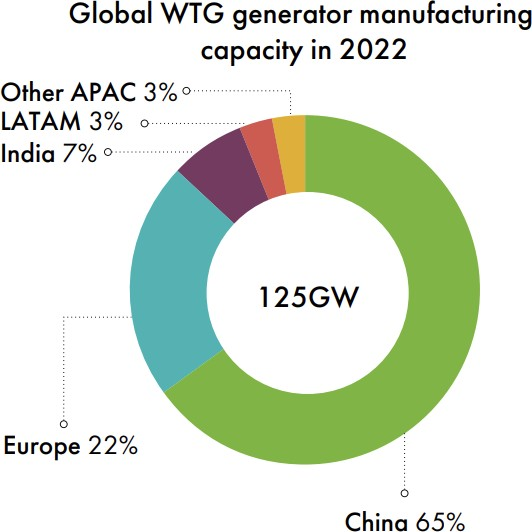 Global WTG generator manufacturing
capacity in 2022
Other APAC 3%
LATAM 3%
India 7%
125GW
Europe 22%
China 65%